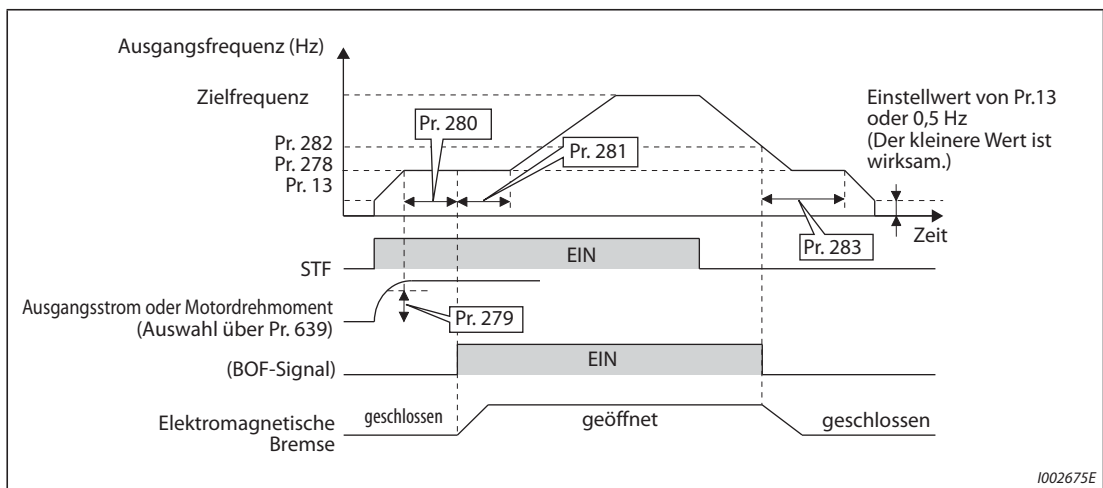 Ausgangsfrequenz (Hz)
Zielfrequenz
Pr. 280
Pr. 282
Pr. 278
Pr. 13
Pr. 281
Einstellwert von Pr.13
oder 0,5 Hz
(Der kleinere Wert ist
wirksam.)
Zeit
Pr. 283
STF
EIN
Ausgangsstrom oder Motordrehmoment
(Auswahl über Pr. 639)
Pr. 279
(BOF-Signal)
EIN
Elektromagnetische
Bremse
geschlossen
geöffnet
geschlossen
I002675E